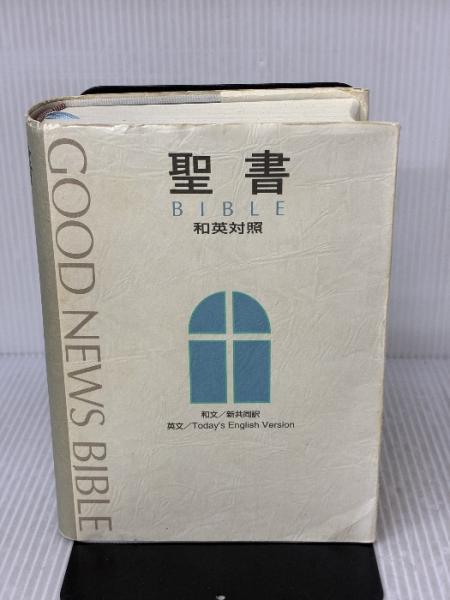 聖書
BIBLE
和英対照
和文／新共同訳
英文／Today's English Version
GOOD NEWS BIBLE